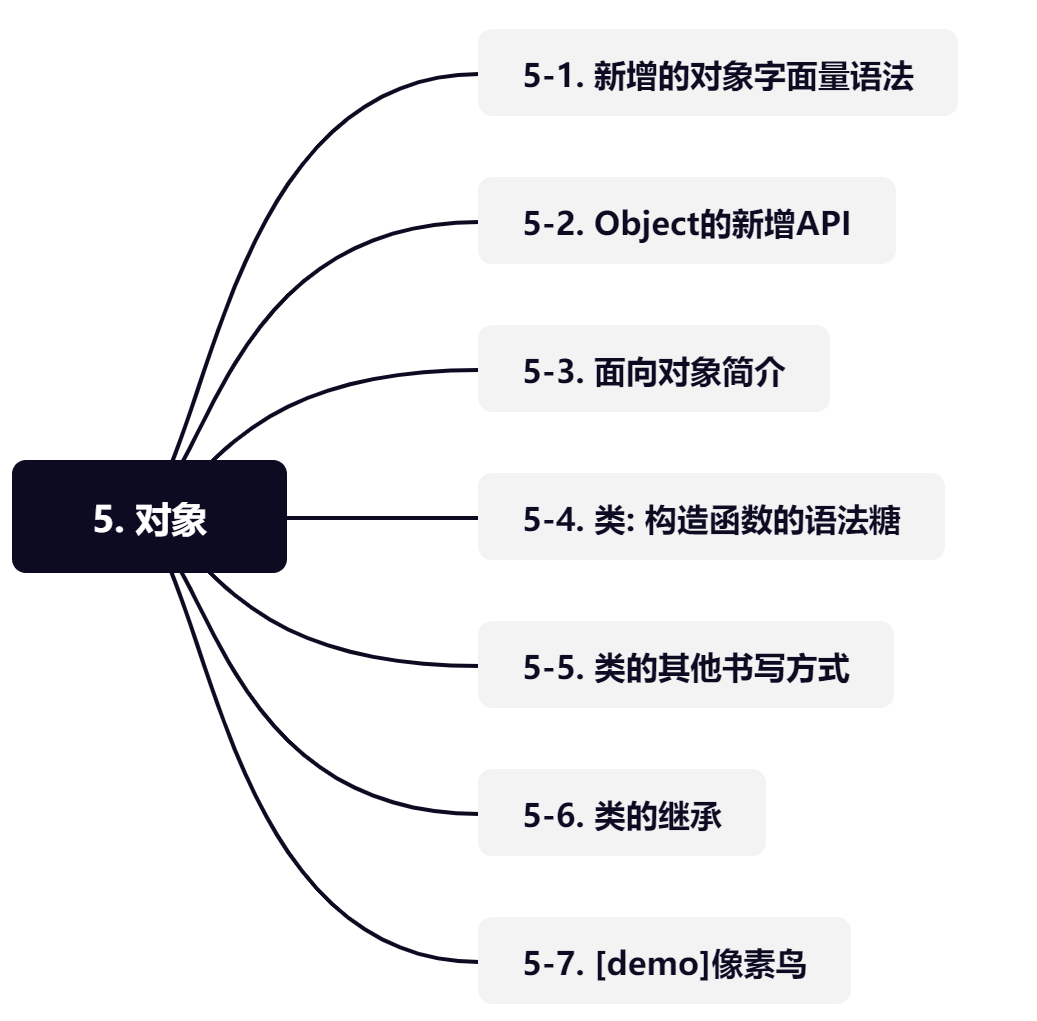 5. 对象
5-1. 新增的对象字面量语法
5-2. Object的新增API
5-3. 面向对象简介
5-4. 类: 构造函数的语法糖
5-5. 类的其他书写方式
5-6. 类的继承
5-7. [demo]像素鸟